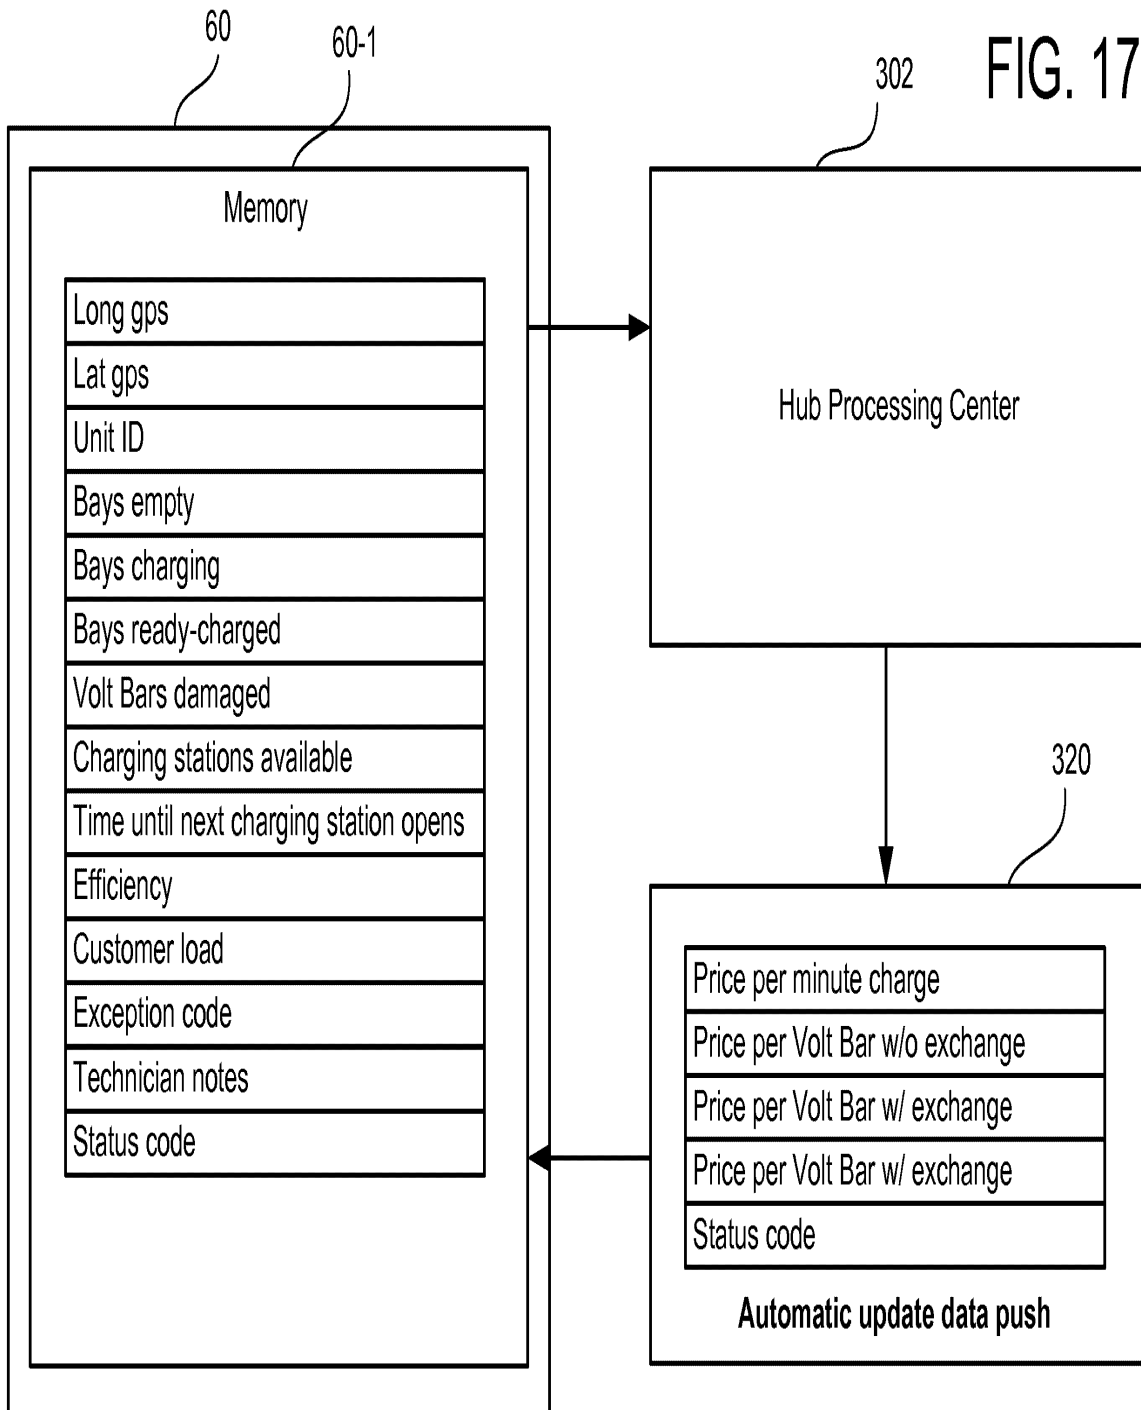 60
60-1
302
FIG. 17
Memory
Long gps
Lat gps
Unit ID
Bays empty
Bays charging
Bays ready-charged
Volt Bars damaged
Charging stations available
Time until next charging station opens
Efficiency
Customer load
Exception code
Technician notes
Status code
Hub Processing Center
320
Price per minute charge
Price per Volt Bar w/o exchange
Price per Volt Bar w/ exchange
Price per Volt Bar w/ exchange
Status code
Automatic update data push